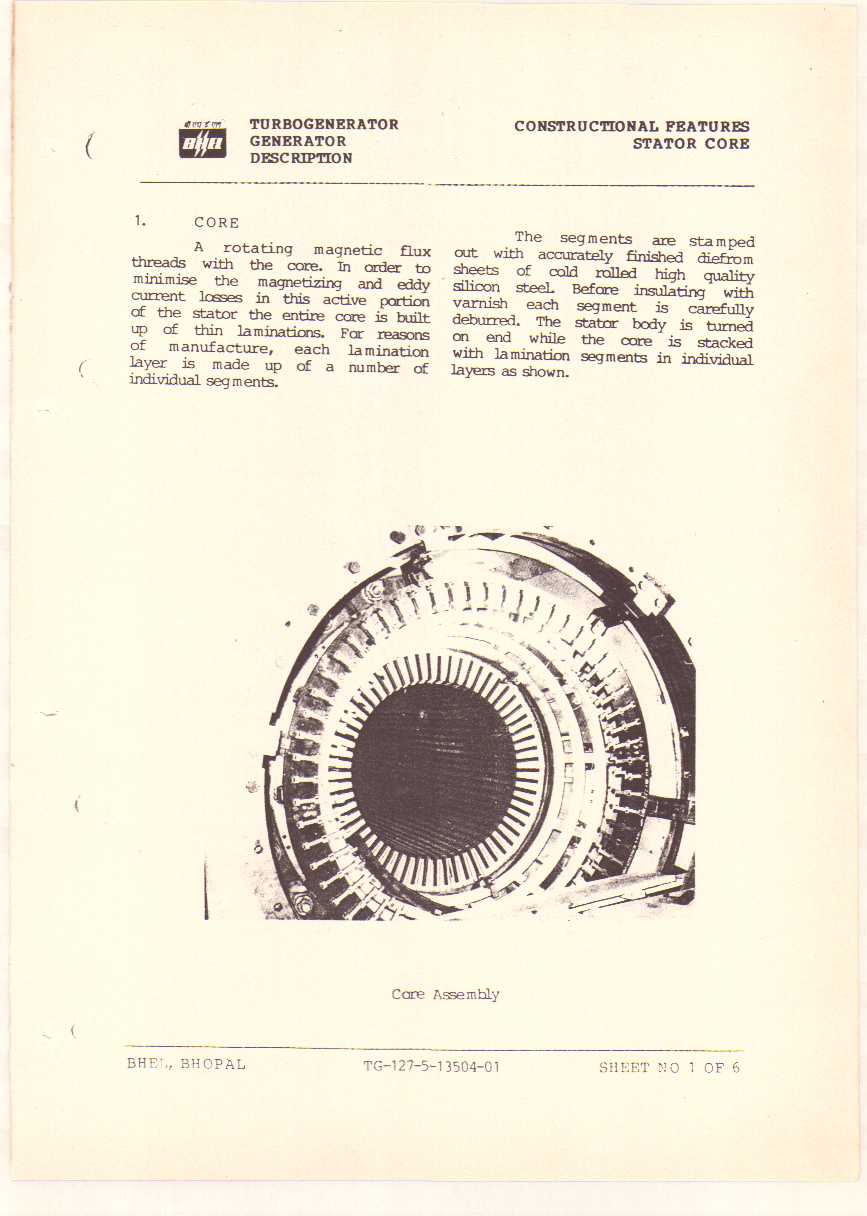 BHEL
TURBOGENERATOR
GENERATOR
DESCRIPTION
CONSTRUCTIONAL FEATURES
STATOR CORE
1. CORE
A rotating magnetic flux
threads with the core. In order to
minimise the magnetizing and eddy
current losses in this active portion
of the stator the entire core is built
up of thin laminations. For reasons
of manufacture, each lamination
layer is made up of a number of
individual segments.
The segments are stamped
out with accurately finished diefrom
sheets of cold rolled high quality
silicon steel. Before insulating with
varnish each segment is carefully
deburred. The stator body is turned
on end while the core is stacked
with lamination segments in individual
layers as shown.
Core Assembly
BHEL, BHOPAL
TG-127-5-13504-01
SHEET NO 1 OF 6